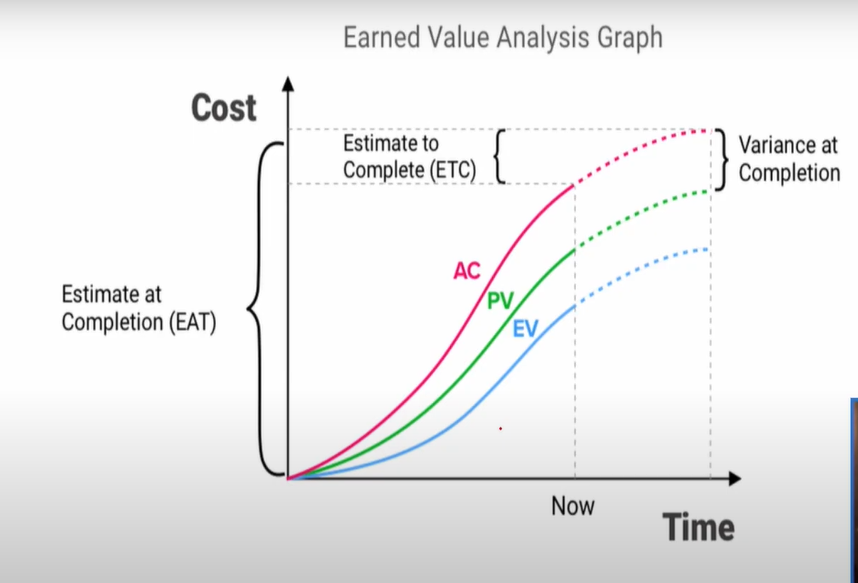 Earned Value Analysis Graph
Cost
Estimate to
Complete (ETC)
Variance at
Completion
AC
PV
EV
Estimate at
Completion (EAT)
Now
Time